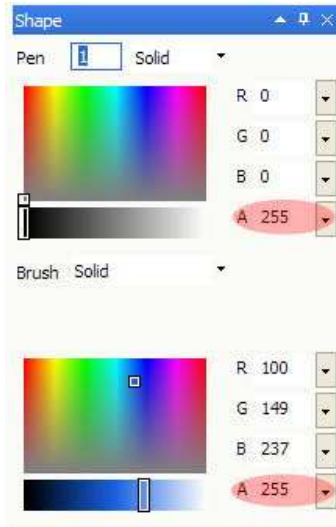 Shape
Pen 1 Solid
R 0
G 0
B 0
A 255
Brush Solid
R 100
G 149
B 237
A 255